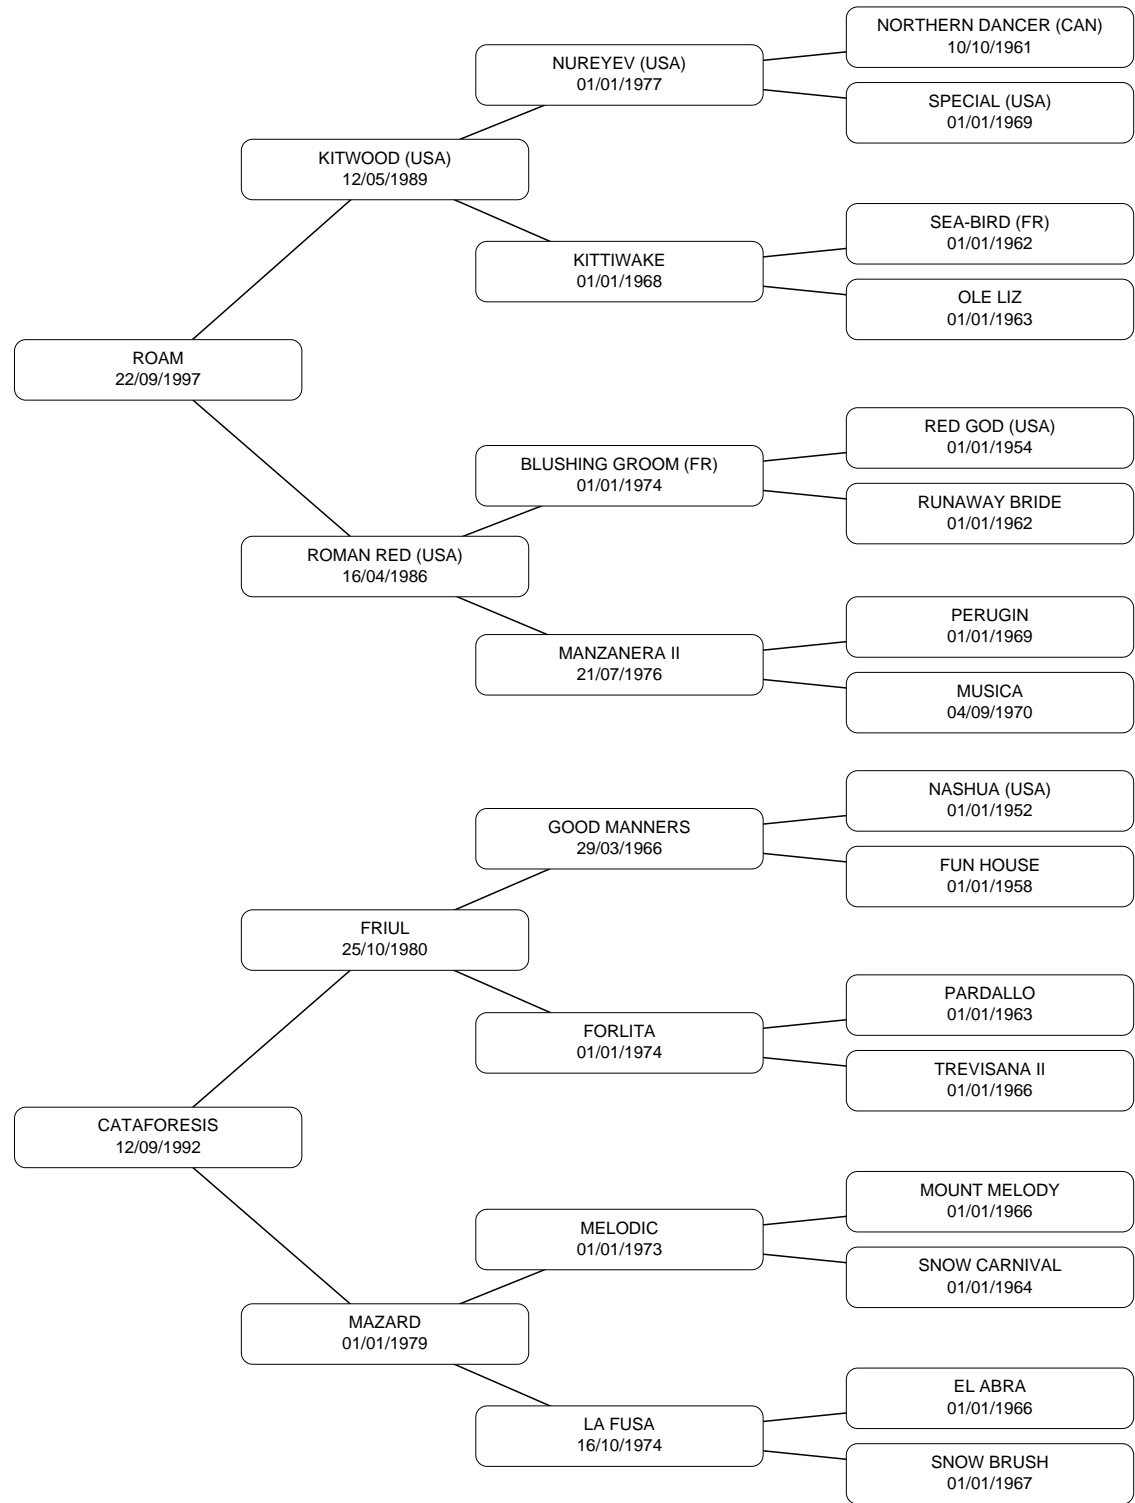 NORTHERN DANCER (CAN)
10/10/1961
NUREYEV (USA)
01/01/1977
SPECIAL (USA)
01/01/1969
KITWOOD (USA)
12/05/1989
SEA-BIRD (FR)
01/01/1962
KITTIWAKE
01/01/1968
OLE LIZ
01/01/1963
ROAM
22/09/1997
RED GOD (USA)
01/01/1954
BLUSHING GROOM (FR)
01/01/1974
RUNAWAY BRIDE
01/01/1962
ROMAN RED (USA)
16/04/1986
PERUGIN
01/01/1969
MANZANERA II
21/07/1976
MUSICA
04/09/1970
NASHUA (USA)
01/01/1952
GOOD MANNERS
29/03/1966
FUN HOUSE
01/01/1958
FRIUL
25/10/1980
PARDALLO
01/01/1963
FORLITA
01/01/1974
TREVISANA II
01/01/1966
CATAFORESIS
12/09/1992
MOUNT MELODY
01/01/1966
MELODIC
01/01/1973
SNOW CARNIVAL
01/01/1964
MAZARD
01/01/1979
EL ABRA
01/01/1966
LA FUSA
16/10/1974
SNOW BRUSH
01/01/1967